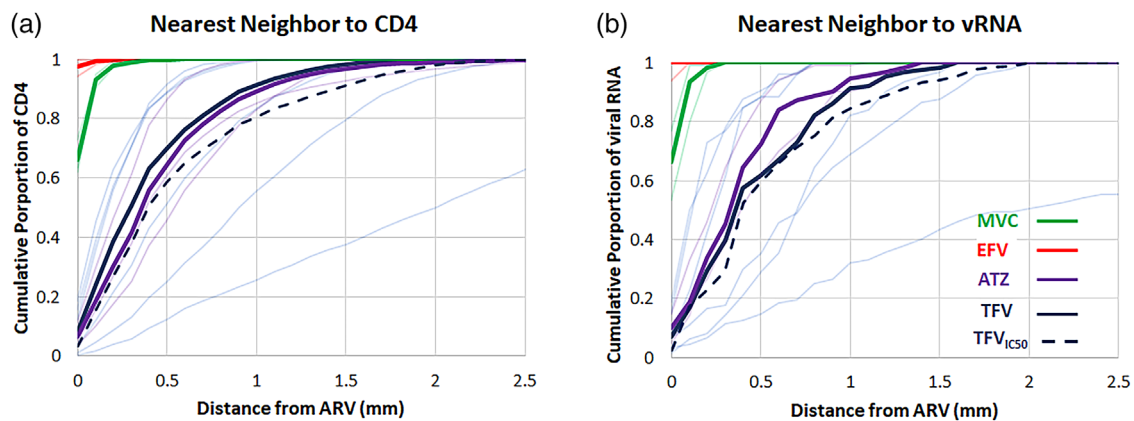 (a) Nearest Neighbor to CD4
Cumulative Porportion of CD4
1
0.8
0.6
0.4
0.2
0
0 0.5 1 1.5 2 2.5
Distance from ARV (mm)
(b) Nearest Neighbor to vRNA
Cumulative Porportion of viral RNA
1
0.8
0.6
0.4
0.2
0
MVC
EFV
ATZ
TFV
TFVIC50
0 0.5 1 1.5 2 2.5
Distance from ARV (mm)